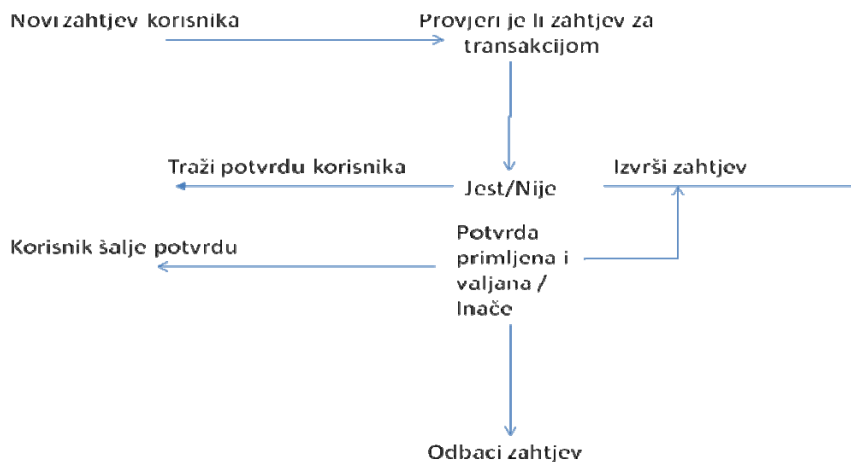 Novi zahtjev korisnika
Provjeri je li zahtjev za
transakcijom
Traži potvrdu korisnika
Jest/Nije
Izvrši zahtjev
Korisnik šalje potvrdu
Potvrda
primljena i
valjana /
Inače
Odbaci zahtjev